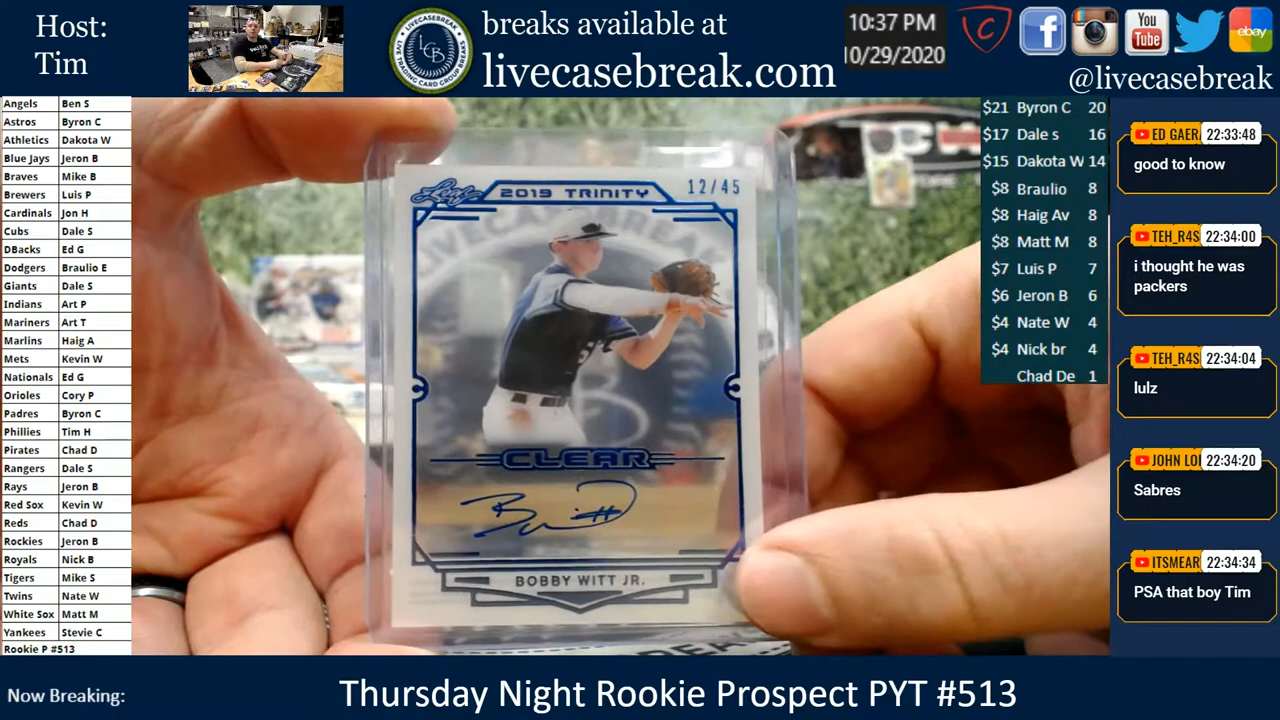 Host:
Tim
LIVE CASE BREAK
LCB
breaks available at
livecasebreak.com
10:37 PM
10/29/2020
You
Tube
ebay
@livecasebreak
Angels Ben S
Astros Byron C
Athletics Dakota W
Blue Jays Jeron B
Braves Mike B
Brewers Luis P
Cardinals Jon H
Cubs Dale S
DBacks Ed G
Dodgers Braulio E
Giants Dale S
Indians Art P
Mariners Art T
Marlins Haig A
Mets Kevin W
Nationals Ed G
Orioles Cory P
Padres Byron C
Phillies Tim H
Pirates Chad D
Rangers Dale S
Rays Jeron B
Red Sox Kevin W
Reds Chad D
Rockies Jeron B
Royals Nick B
Tigers Mike S
Twins Nate W
White Sox Matt M
Yankees Stevie C
Rookie P #513
Leaf 2019 TRINITY 12/45
CLEAR
BOBBY WITT JR.
$21 Byron C 20
$17 Dale s 16
$15 Dakota W 14
$8 Braulio 8
$8 Haig Av 8
$8 Matt M 8
$7 Luis P 7
$6 Jeron B 6
$4 Nate W 4
$4 Nick br 4
Chad De 1
ED GAER 22:33:48
good to know
TEH_R4S 22:34:00
i thought he was
packers
TEH_R4S 22:34:04
lulz
JOHN LO 22:34:20
Sabres
ITSMEAR 22:34:34
PSA that boy Tim
Now Breaking:
Thursday Night Rookie Prospect PYT #513